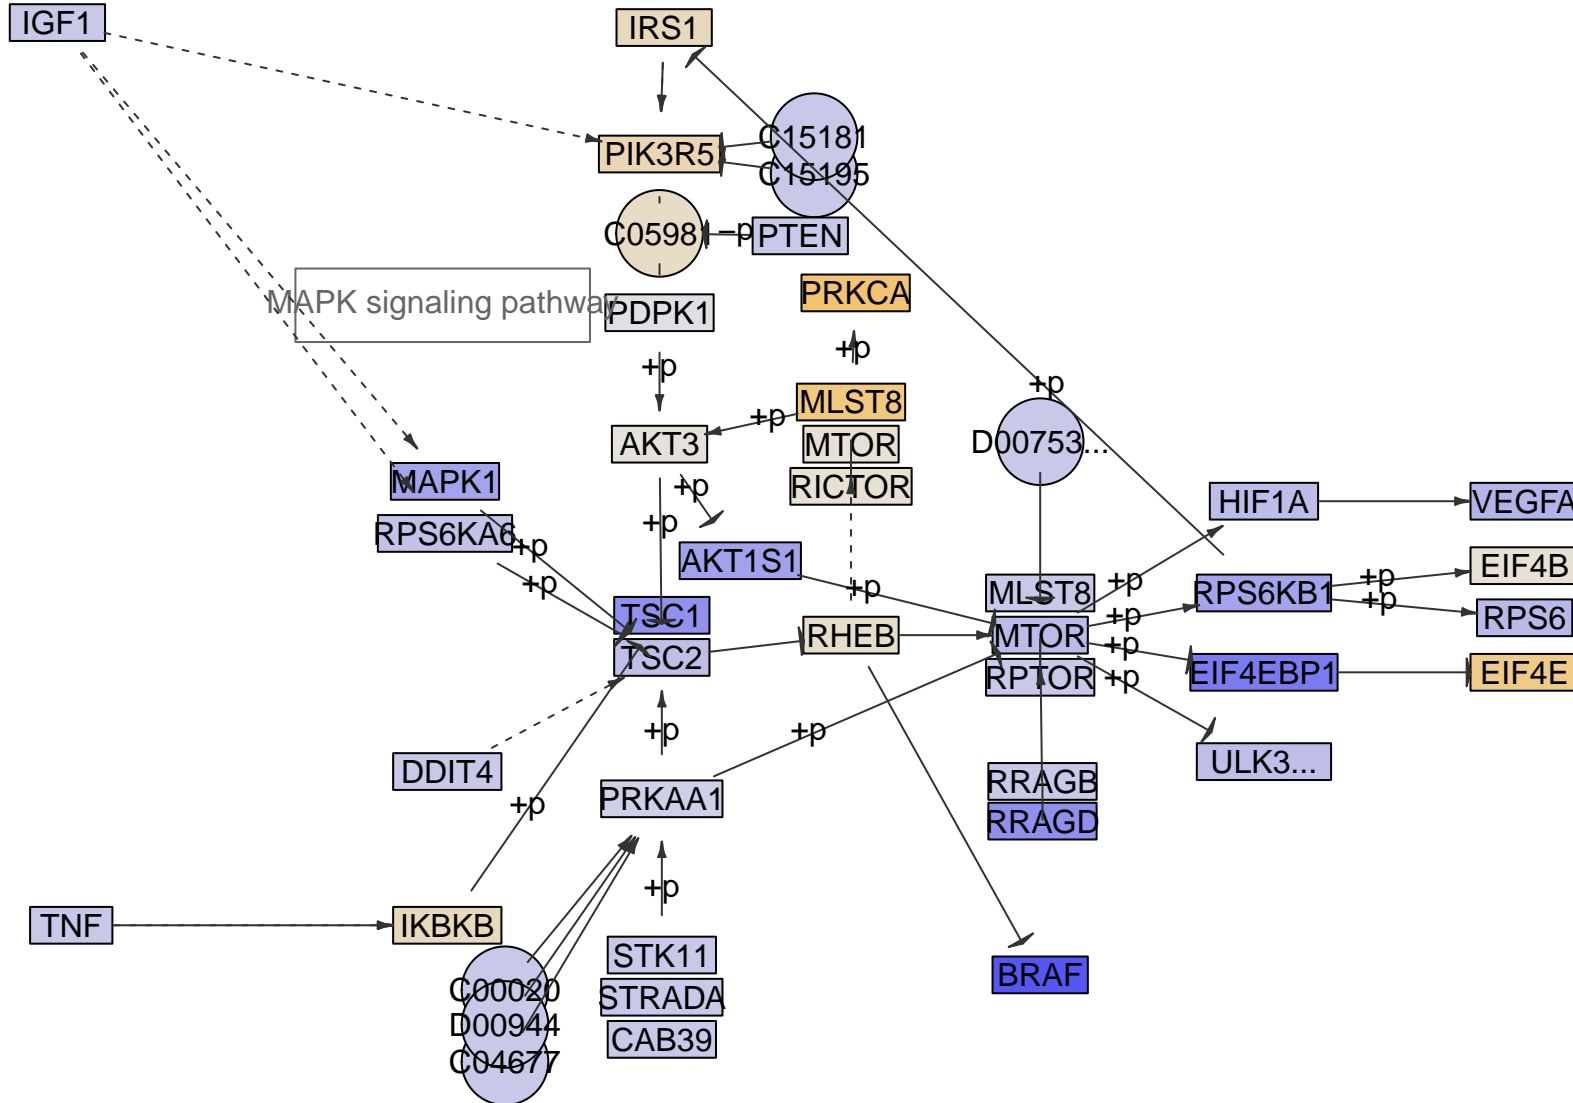 IGF1
IRS1
PIK3R5
C15181
C15195
C05981
−p
PTEN
MAPK signaling pathway
PDPK1
PRKCA
+p
+p
+p
MLST8
+p
AKT3
MTOR
D00753...
MAPK1
RICTOR
+p
HIF1A
VEGFA
RPS6KA6
+p
+p
AKT1S1
EIF4B
+p
+p
MLST8
+p
RPS6KB1
+p
TSC1
+p
+p
RPS6
RHEB
MTOR
+p
TSC2
RPTOR
+p
EIF4EBP1
EIF4E
+p
+p
DDIT4
ULK3...
PRKAA1
RRAGB
+p
RRAGD
+p
TNF
IKBKB
STK11
BRAF
C00020
STRADA
D00944
CAB39
C04677